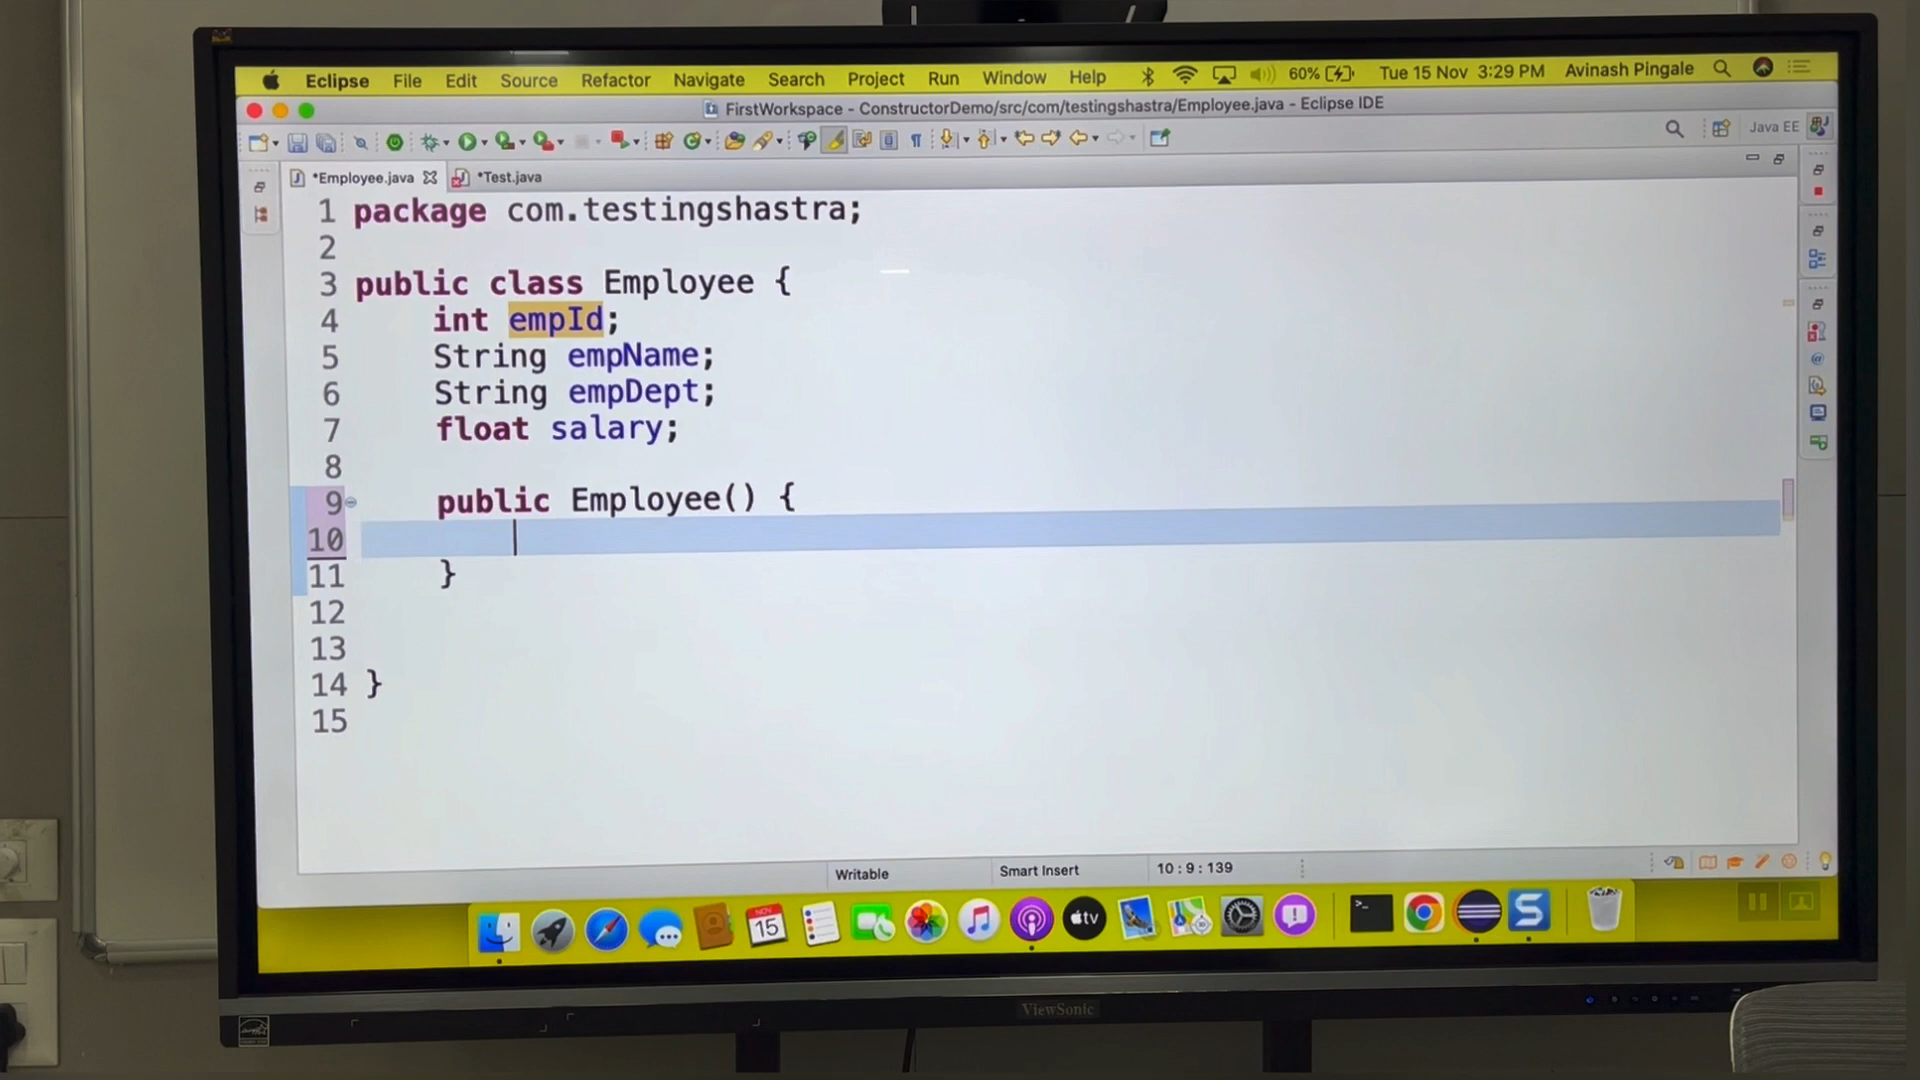 Eclipse File Edit Source Refactor Navigate Search Project Run Window Help 60% Tue 15 Nov 3:29 PM Avinash Pingale
FirstWorkspace - ConstructorDemo/src/com/testingshastra/Employee.java - Eclipse IDE
Java EE
*Employee.java *Test.java
1 package com.testingshastra;
2
3 public class Employee {
4 int empId;
5 String empName;
6 String empDept;
7 float salary;
8
9 public Employee() {
10
11 }
12
13
14 }
15
Writable Smart Insert 10 : 9 : 139
NOV
15
tv
ViewSonic